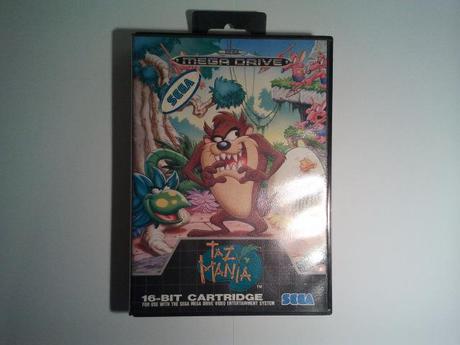 MEGA DRIVE
SEGA
TAZ
MANIA
TM
16-BIT CARTRIDGE
FOR USE WITH THE SEGA MEGA DRIVE VIDEO ENTERTAINMENT SYSTEM
SEGA